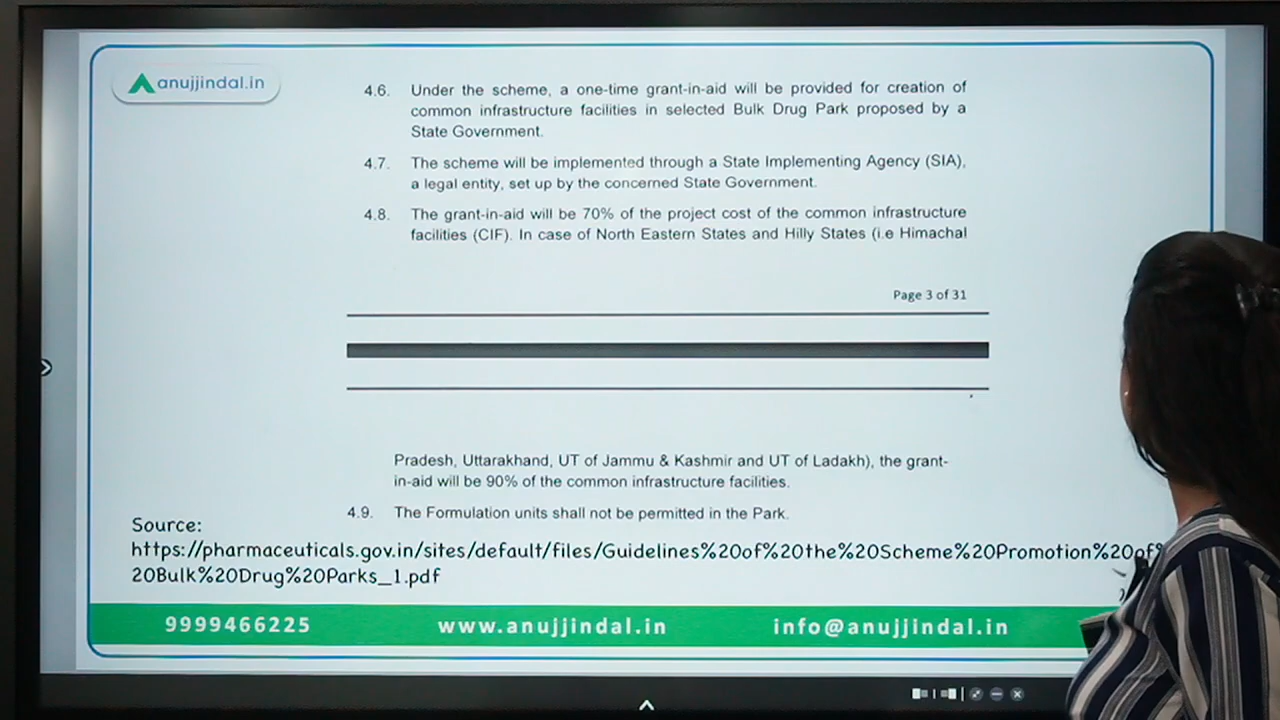 anujjindal.in
4.6. Under the scheme, a one-time grant-in-aid will be provided for creation of
common infrastructure facilities in selected Bulk Drug Park proposed by a
State Government.
4.7. The scheme will be implemented through a State Implementing Agency (SIA),
a legal entity, set up by the concerned State Government.
4.8. The grant-in-aid will be 70% of the project cost of the common infrastructure
facilities (CIF). In case of North Eastern States and Hilly States (i.e Himachal
Page 3 of 31
Pradesh, Uttarakhand, UT of Jammu & Kashmir and UT of Ladakh), the grant-
in-aid will be 90% of the common infrastructure facilities.
4.9. The Formulation units shall not be permitted in the Park.
Source:
https://pharmaceuticals.gov.in/sites/default/files/Guidelines%20of%20the%20Scheme%20Promotion%20of%
20Bulk%20Drug%20Parks_1.pdf
9999466225 www.anujjindal.in info@anujjindal.in